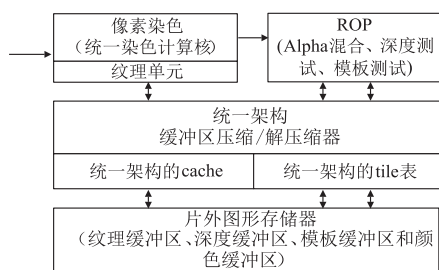 像素染色
(统一染色计算核)
纹理单元
ROP
(Alpha混合、深度测
试、模板测试)
统一架构
缓冲区压缩/解压缩器
统一架构的cache
统一架构的tile表
片外图形存储器
(纹理缓冲区、深度缓冲区、模板缓冲区和颜
色缓冲区)